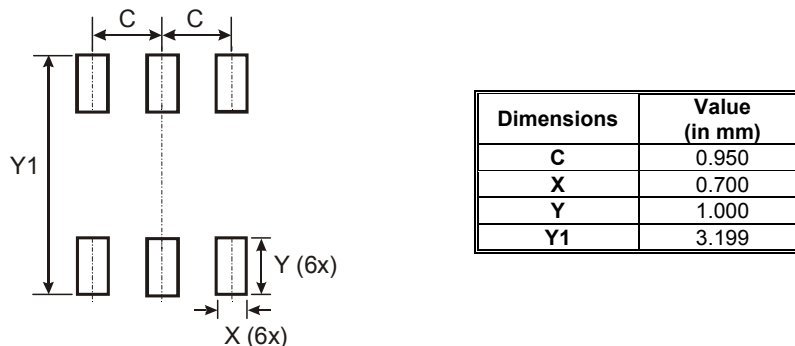 C C
Y1
Y (6x)
X (6x)
Dimensions Value (in mm)
C 0.950
X 0.700
Y 1.000
Y1 3.199